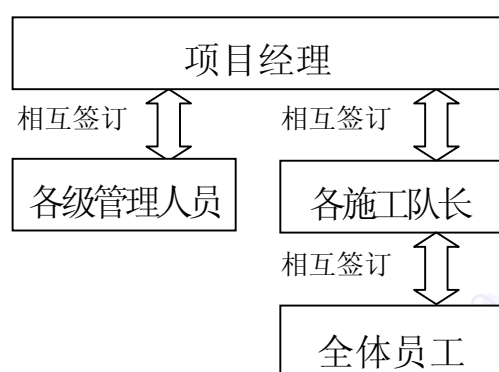 项目经理
相互签订 相互签订
各级管理人员 各施工队长
相互签订
全体员工